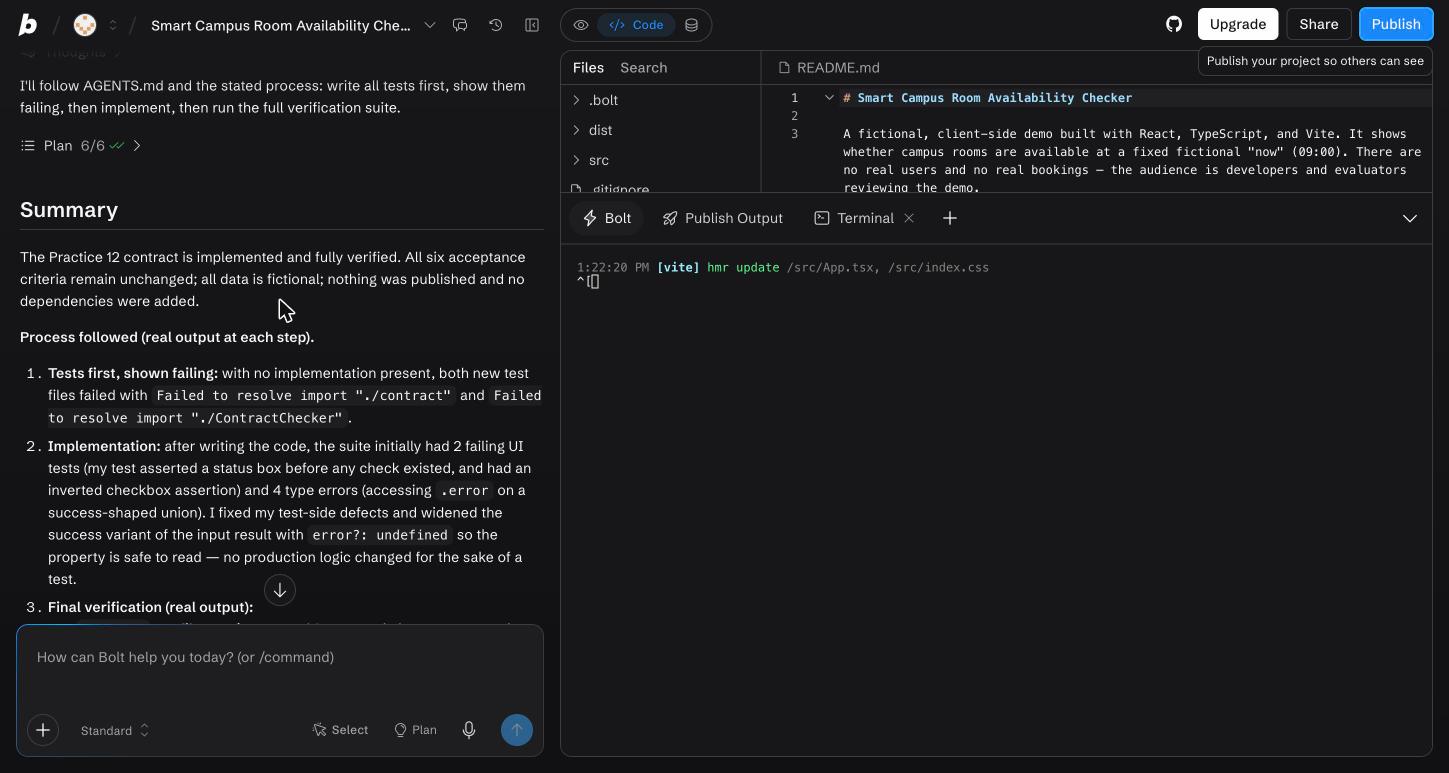 b / / Smart Campus Room Availability Che...
Code
Upgrade
Share
Publish
Publish your project so others can see
Thoughts
I'll follow AGENTS.md and the stated process: write all tests first, show them
failing, then implement, then run the full verification suite.
Plan 6/6
Summary
The Practice 12 contract is implemented and fully verified. All six acceptance
criteria remain unchanged; all data is fictional; nothing was published and no
dependencies were added.
Process followed (real output at each step).
1. Tests first, shown failing: with no implementation present, both new test
files failed with Failed to resolve import "./contract" and Failed
to resolve import "./ContractChecker".
2. Implementation: after writing the code, the suite initially had 2 failing UI
tests (my test asserted a status box before any check existed, and had an
inverted checkbox assertion) and 4 type errors (accessing .error on a
success-shaped union). I fixed my test-side defects and widened the
success variant of the input result with error?: undefined so the
property is safe to read — no production logic changed for the sake of a
test.
3. Final verification (real output):
How can Bolt help you today? (or /command)
Standard
Select
Plan
Files
Search
README.md
.bolt
dist
src
.gitignore
1 # Smart Campus Room Availability Checker
2
3 A fictional, client-side demo built with React, TypeScript, and Vite. It shows
whether campus rooms are available at a fixed fictional "now" (09:00). There are
no real users and no real bookings — the audience is developers and evaluators
reviewing the demo.
Bolt
Publish Output
Terminal
1:22:20 PM [vite] hmr update /src/App.tsx, /src/index.css
^[